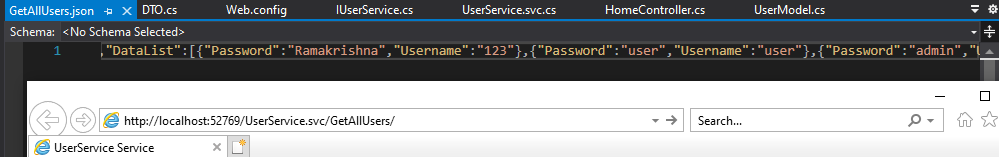 GetAllUsers.json DTO.cs Web.config IUserService.cs UserService.svc.cs HomeController.cs UserModel.cs
Schema: <No Schema Selected>
1 ,"DataList":[{"Password":"Ramakrishna","Username":"123"},{"Password":"user","Username":"user"},{"Password":"admin","
http://localhost:52769/UserService.svc/GetAllUsers/ Search...
UserService Service